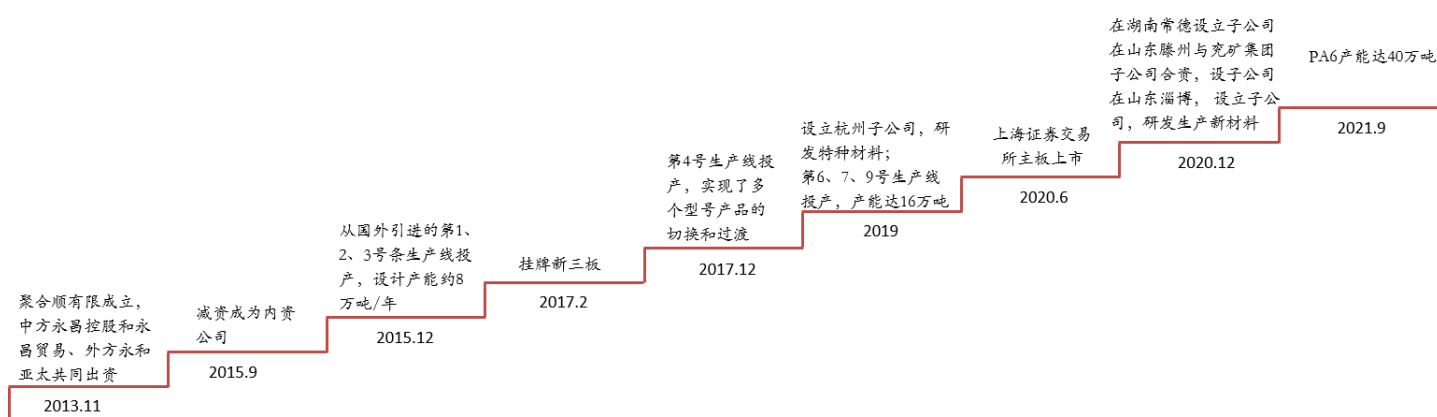 聚合顺有限成立，
中方永昌控股和永
昌贸易、外方永和
亚太共同出资
2013.11
减资成为内资
公司
2015.9
从国外引进的第1、
2、3号条生产线投
产，设计产能约8
万吨/年
2015.12
挂牌新三板
2017.2
第4号生产线投
产，实现了多
个型号产品的
切换和过渡
2017.12
设立杭州子公司，研
发特种材料；
第6、7、9号生产线
投产，产能达16万吨
2019
上海证券交易
所主板上市
2020.6
在湖南常德设立子公司
在山东滕州与兖矿集团
子公司合资，设子公司
在山东淄博， 设立子公
司，研发生产新材料
2020.12
PA6产能达40万吨
2021.9